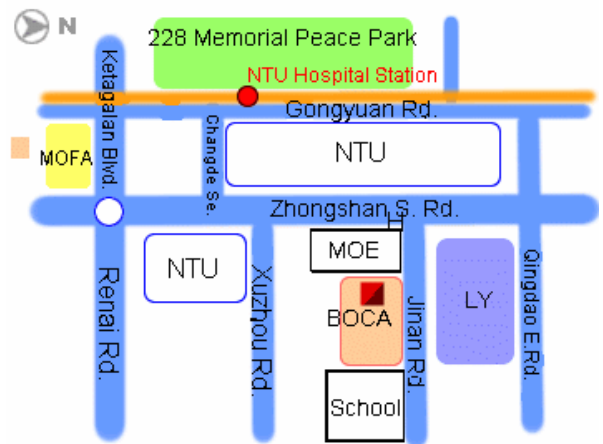 N
228 Memorial Peace Park
NTU Hospital Station
Ketagalan Blvd.
Gongyuan Rd.
Changde Se.
MOFA
NTU
Zhongshan S. Rd.
H
MOE
NTU
Renai Rd.
Xuzhou Rd.
BOCA
Jinan Rd.
LY
Qingdao E.Rd.
School